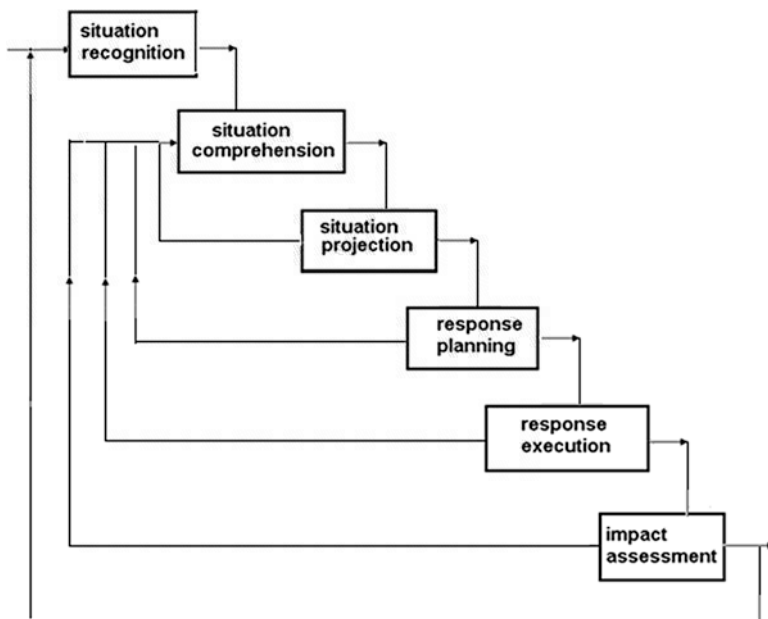 situation
recognition
situation
comprehension
situation
projection
response
planning
response
execution
impact
assessment